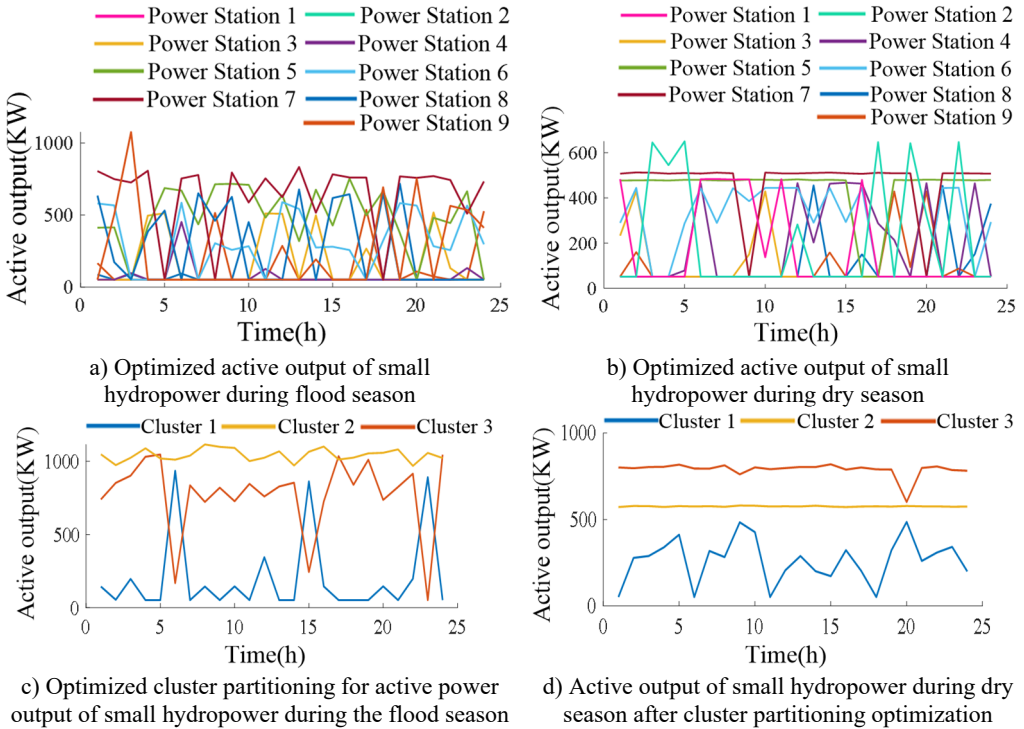 Power Station 1
Power Station 2
Power Station 3
Power Station 4
Power Station 5
Power Station 6
Power Station 7
Power Station 8
Power Station 9
Active output(KW)
1000
500
0
0 5 10 15 20 25
Time(h)
a) Optimized active output of small
hydropower during flood season
Power Station 1
Power Station 2
Power Station 3
Power Station 4
Power Station 5
Power Station 6
Power Station 7
Power Station 8
Power Station 9
Active output(KW)
600
400
200
0
0 5 10 15 20 25
Time(h)
b) Optimized active output of small
hydropower during dry season
Cluster 1 Cluster 2 Cluster 3
Active output(KW)
1000
500
0
0 5 10 15 20 25
Time(h)
c) Optimized cluster partitioning for active power
output of small hydropower during the flood season
Cluster 1 Cluster 2 Cluster 3
Active output(KW)
1000
500
0
0 5 10 15 20 25
Time(h)
d) Active output of small hydropower during dry
season after cluster partitioning optimization